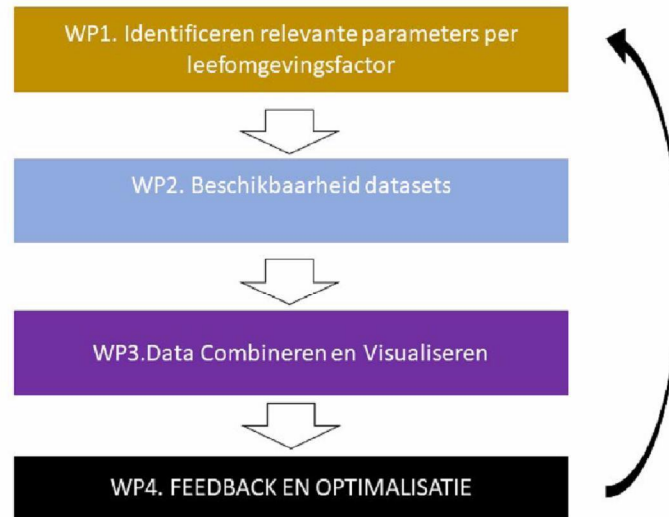 WP1. Identificeren relevante parameters per
leefomgevingsfactor
WP2. Beschikbaarheid datasets
WP3.Data Combineren en Visualiseren
WP4. FEEDBACK EN OPTIMALISATIE